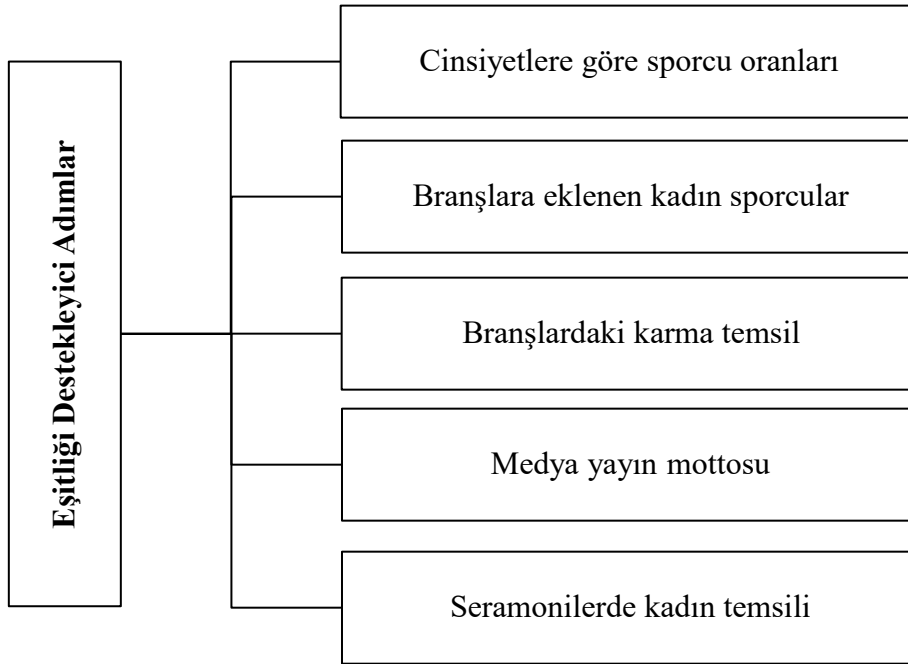 Eşitliği Destekleyici Adımlar
Cinsiyetlere göre sporcu oranları
Branşlara eklenen kadın sporcular
Branşlardaki karma temsil
Medya yayın mottosu
Seramonilerde kadın temsili